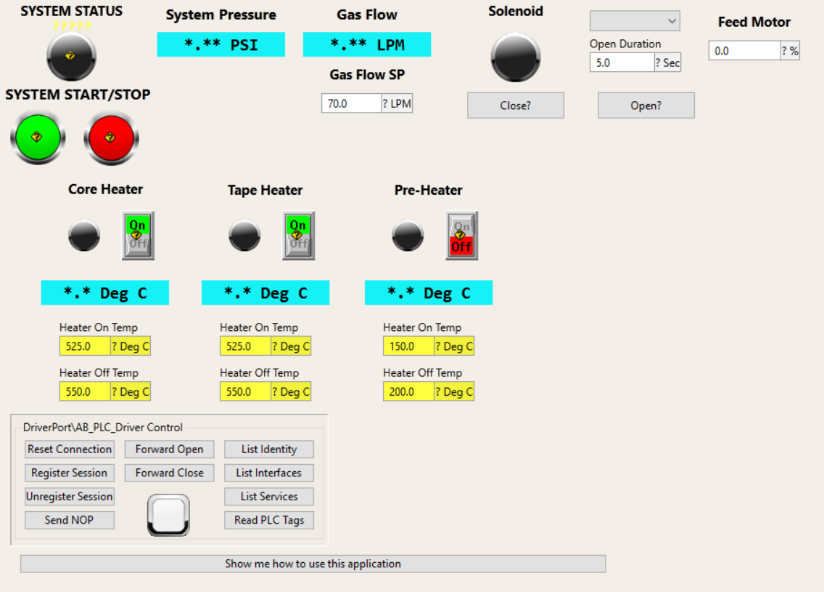 SYSTEM STATUS
?????
System Pressure
*.** PSI
Gas Flow
*.** LPM
Gas Flow SP
70.0 ? LPM
Solenoid
Close?
Open Duration
5.0 ? Sec
Open?
Feed Motor
0.0 ? %
SYSTEM START/STOP
? ?
Core Heater
On
Off
*.* Deg C
Heater On Temp
525.0 ? Deg C
Heater Off Temp
550.0 ? Deg C
Tape Heater
On
Off
*.* Deg C
Heater On Temp
525.0 ? Deg C
Heater Off Temp
550.0 ? Deg C
Pre-Heater
On
Off
*.* Deg C
Heater On Temp
150.0 ? Deg C
Heater Off Temp
200.0 ? Deg C
DriverPort\AB_PLC_Driver Control
Reset Connection Forward Open List Identity
Register Session Forward Close List Interfaces
Unregister Session List Services
Send NOP Read PLC Tags
Show me how to use this application